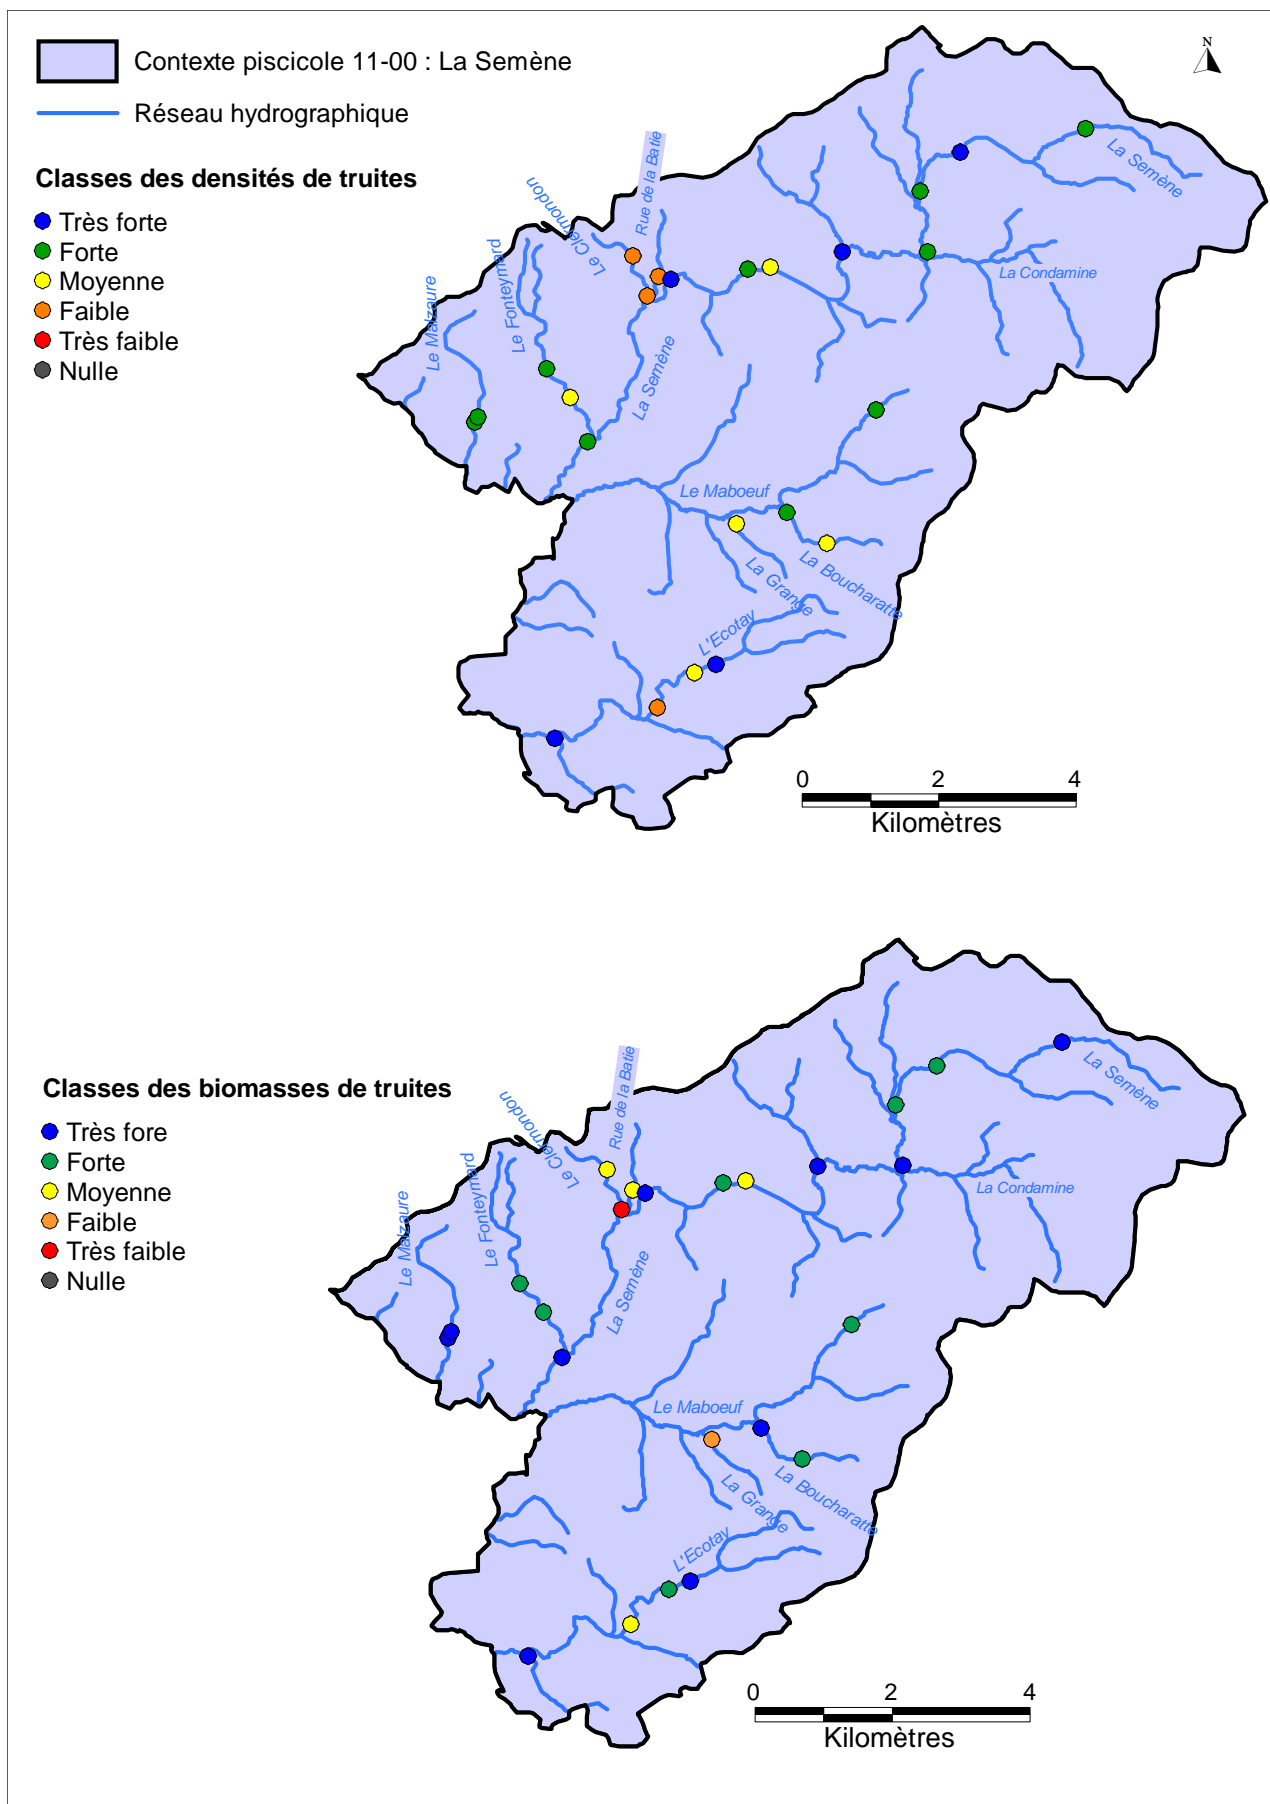 Contexte piscicole 11-00 : La Semène
Réseau hydrographique
N
Classes des densités de truites
Très forte
Forte
Moyenne
Faible
Très faible
Nulle
Rue de la Batie
Le Clermondon
Le Fonteymard
Le Malzaure
La Semène
La Semène
La Condamine
Le Maboeuf
La Grange
La Boucharatte
L'Ecotay
0 2 4
Kilomètres
Classes des biomasses de truites
Très fore
Forte
Moyenne
Faible
Très faible
Nulle
Rue de la Batie
Le Clermondon
Le Fonteymard
Le Malzaure
La Semène
La Semène
La Condamine
Le Maboeuf
La Grange
La Boucharatte
L'Ecotay
0 2 4
Kilomètres